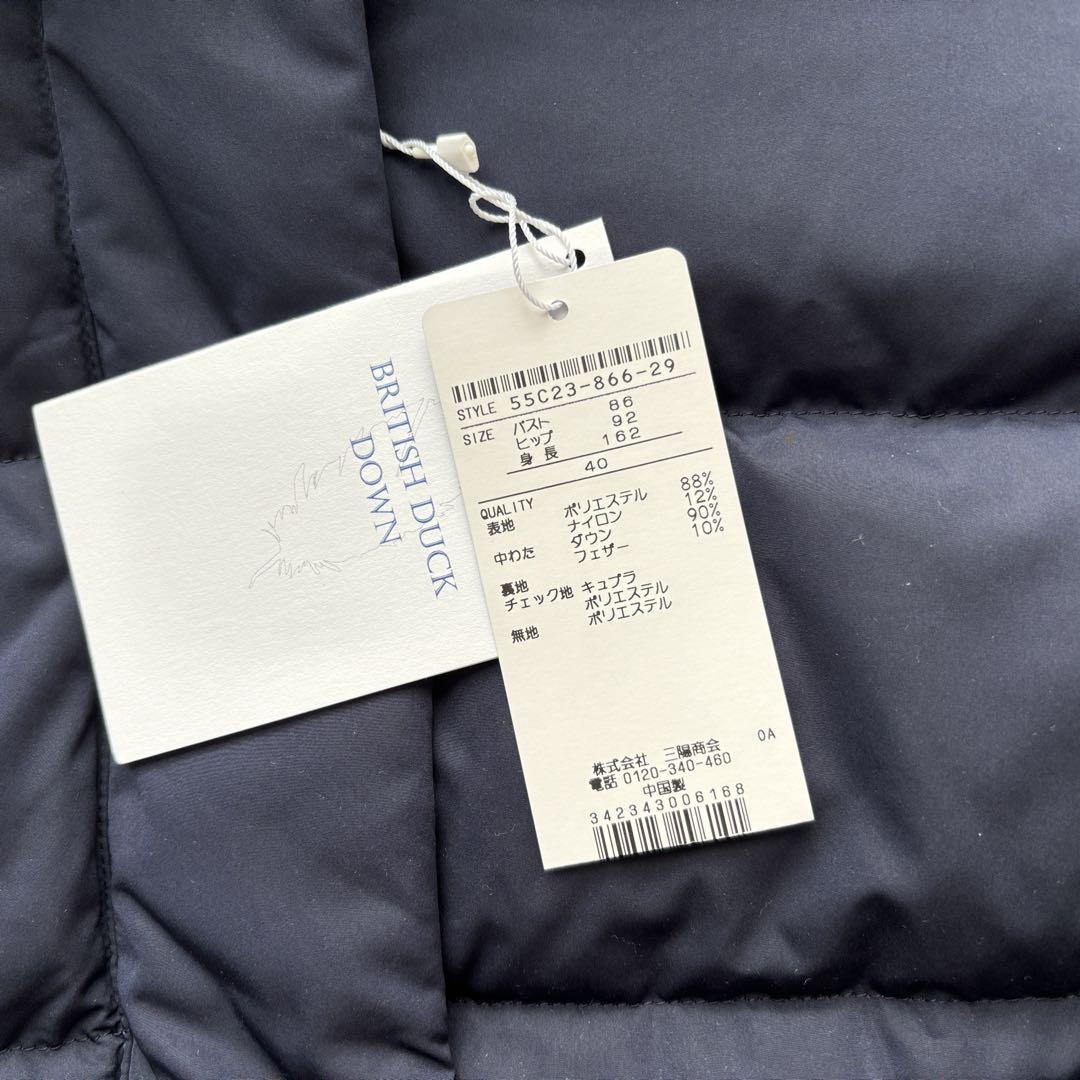 BRITISH DUCK
DOWN
STYLE 55C23-866-29
SIZE バスト 86
ヒップ 92
身長 162
40
QUALITY
表地 ポリエステル 88%
ナイロン 12%
中わた ダウン 90%
フェザー 10%
裏地
チェック地 キュプラ
ポリエステル
無地 ポリエステル
株式会社 三陽商会 OA
電話 0120-340-460
中国製
342343006168